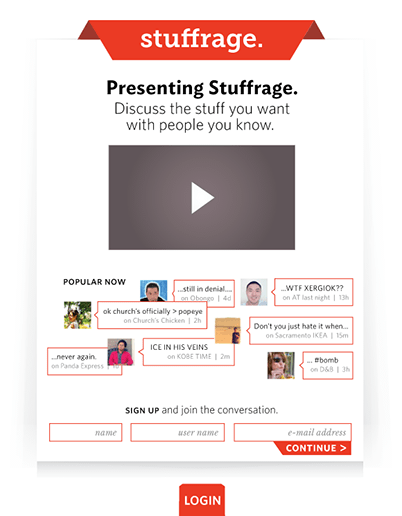 stuffrage.
Presenting Stuffrage.
Discuss the stuff you want
with people you know.
POPULAR NOW
...still in denial....
on Obongo | 4d
...WTF XERGIOK??
on AT last night | 13h
ok church's officially > popeye
on Church's Chicken | 2h
Don't you just hate it when...
on Sacramento IKEA | 15m
ICE IN HIS VEINS
on KOBE TIME | 2m
...never again.
on Panda Express |
... #bomb
on D&B | 3h
SIGN UP and join the conversation.
name
user name
e-mail address
CONTINUE >
LOGIN